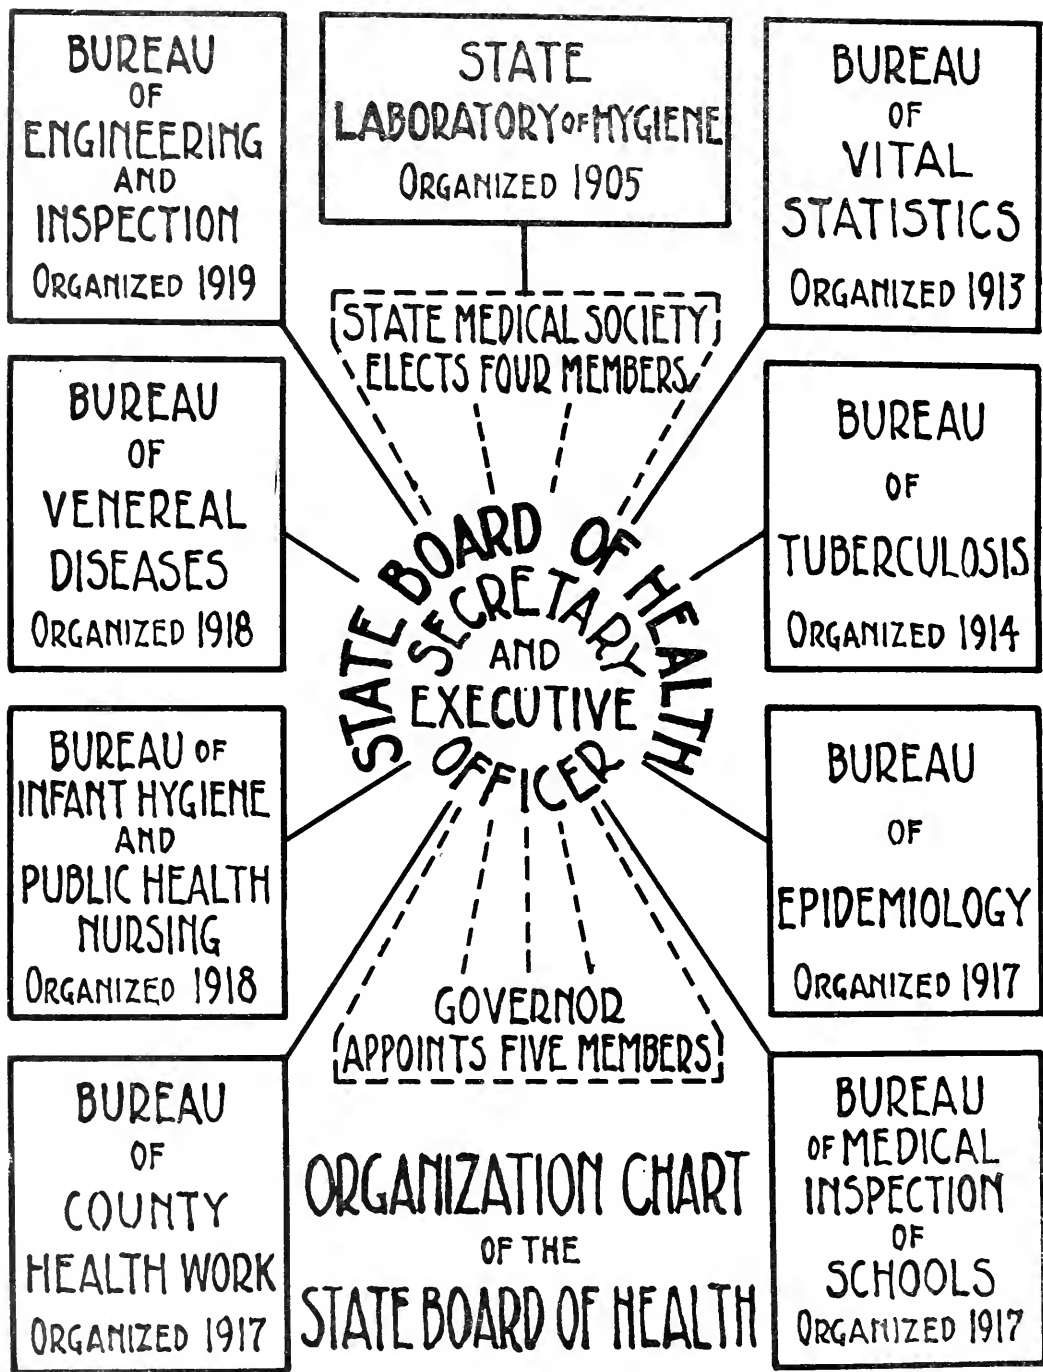 BUREAU
OF
ENGINEERING
AND
INSPECTION
ORGANIZED 1919
STATE
LABORATORY OF HYGIENE
ORGANIZED 1905
BUREAU
OF
VITAL
STATISTICS
ORGANIZED 1913
STATE MEDICAL SOCIETY
ELECTS FOUR MEMBERS
BUREAU
OF
VENEREAL
DISEASES
ORGANIZED 1918
BUREAU
OF
TUBERCULOSIS
ORGANIZED 1914
STATE BOARD OF HEALTH
SECRETARY
AND
EXECUTIVE
OFFICER
BUREAU OF
INFANT HYGIENE
AND
PUBLIC HEALTH
NURSING
ORGANIZED 1918
BUREAU
OF
EPIDEMIOLOGY
ORGANIZED 1917
GOVERNOR
APPOINTS FIVE MEMBERS
BUREAU
OF
COUNTY
HEALTH WORK
ORGANIZED 1917
BUREAU
OF MEDICAL
INSPECTION
OF
SCHOOLS
ORGANIZED 1917
ORGANIZATION CHART
OF THE
STATE BOARD OF HEALTH